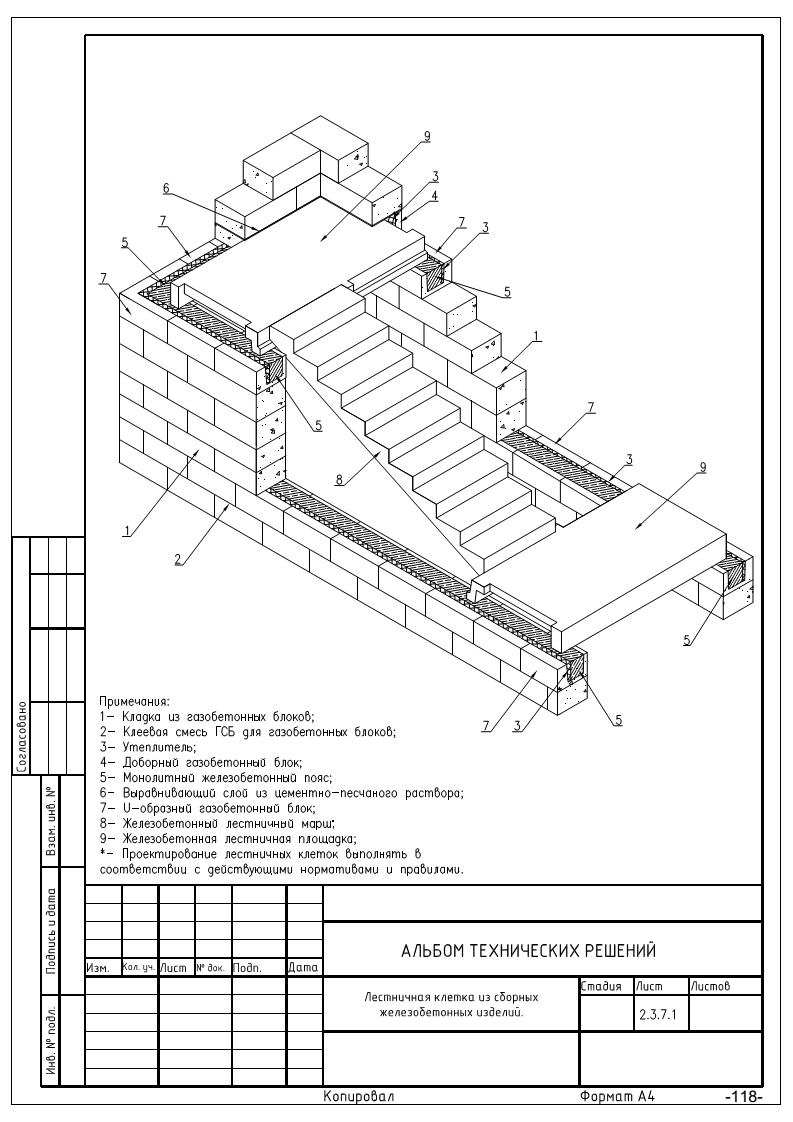 9
3
6
4
7
7
3
5
7
5
1
7
5
3
9
8
1
2
5
7
3
5
Примечания:
1– Кладка из газобетонных блоков;
2– Клеевая смесь ГСБ для газобетонных блоков;
3– Утеплитель;
4– Доборный газобетонный блок;
5– Монолитный железобетонный пояс;
6– Выравнивающий слой из цементно–песчаного раствора;
7– U–образный газобетонный блок;
8– Железобетонный лестничный марш;
9– Железобетонная лестничная площадка;
*– Проектирование лестничных клеток выполнять в
соответствии с действующими нормативами и правилами.
Согласовано
Взам. инв. №
Подпись и дата
Инв. № подл.
АЛЬБОМ ТЕХНИЧЕСКИХ РЕШЕНИЙ
Изм. Кол. уч. Лист № док. Подп. Дата
Лестничная клетка из сборных
железобетонных изделий.
Стадия Лист Листов
2.3.7.1
Копировал Формат А4 -118-